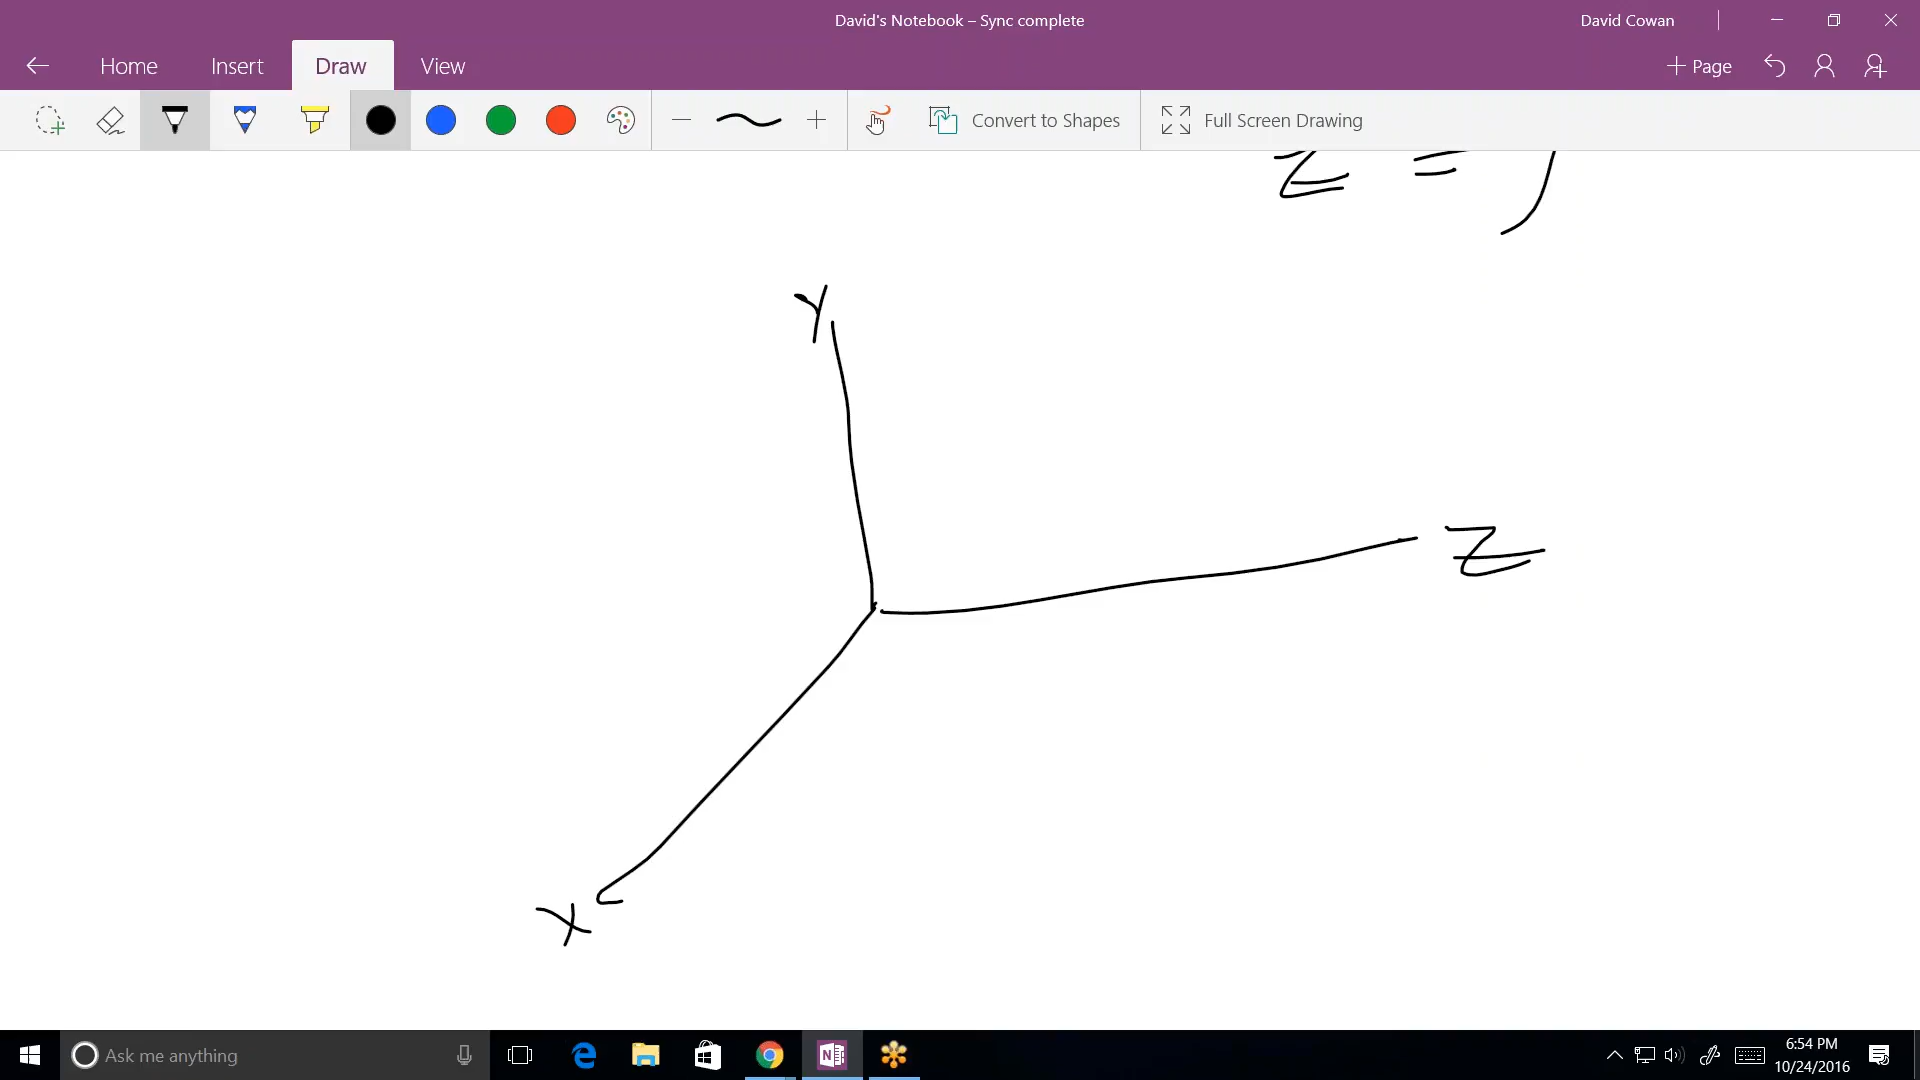 David's Notebook – Sync complete
David Cowan
Home Insert Draw View
Page
Convert to Shapes
Full Screen Drawing
Z =
Y
Z
X
Ask me anything
6:54 PM
10/24/2016